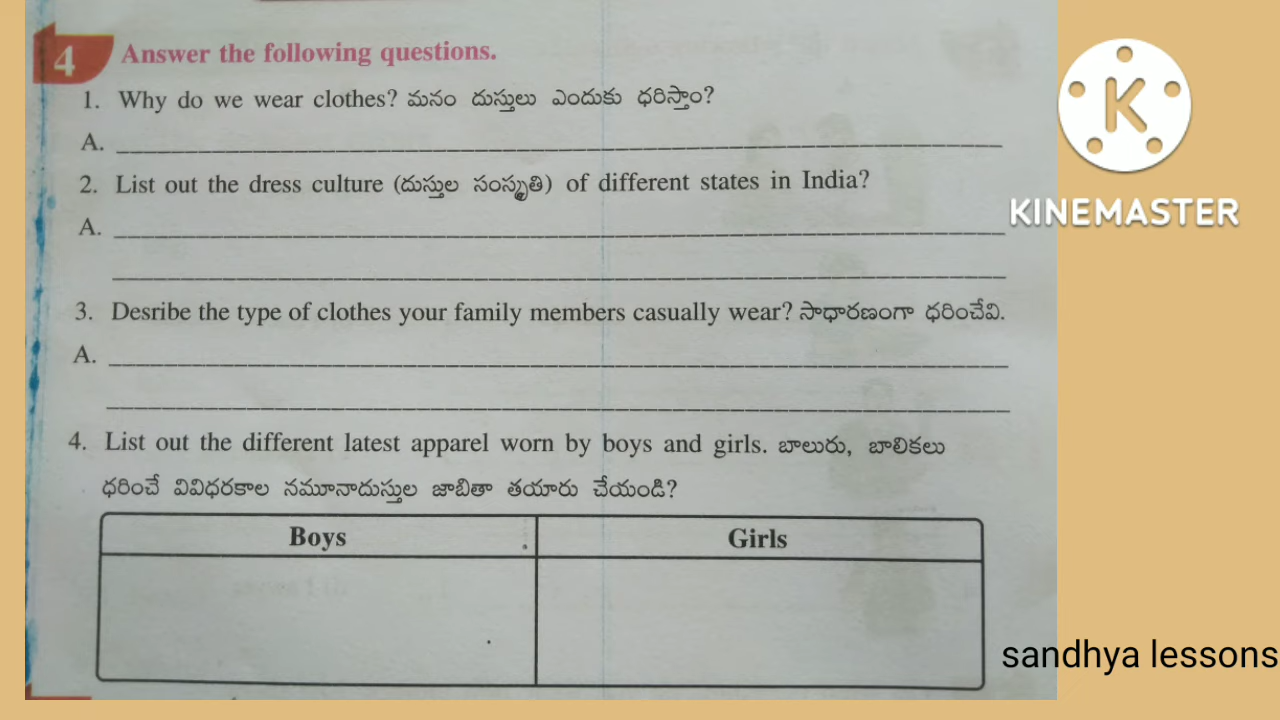 4 Answer the following questions.
1. Why do we wear clothes? మనం దుస్తులు ఎందుకు ధరిస్తాం?
A.
2. List out the dress culture (దుస్తుల సంస్కృతి) of different states in India?
A.
3. Desribe the type of clothes your family members casually wear? సాధారణంగా ధరించేవి.
A.
4. List out the different latest apparel worn by boys and girls. బాలురు, బాలికలు
ధరించే వివిధరకాల నమూనాదుస్తుల జాబితా తయారు చేయండి?
Boys Girls
K
KINEMASTER
sandhya lessons